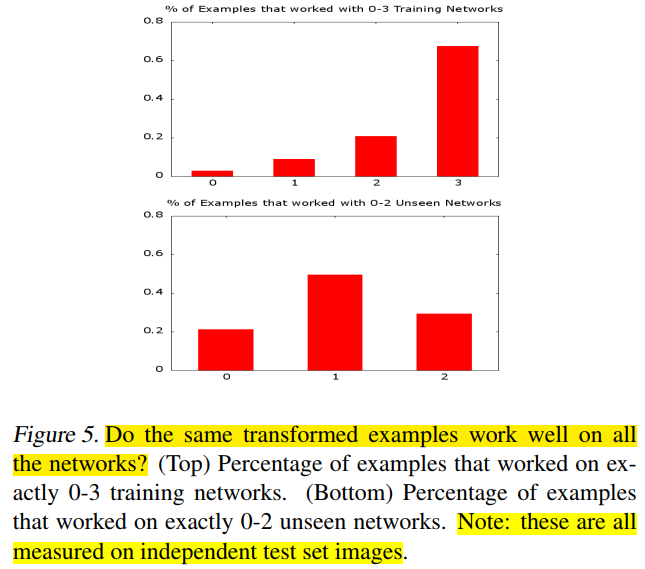 % of Examples that worked with 0-3 Training Networks
0.8
0.6
0.4
0.2
0
0 1 2 3
% of Examples that worked with 0-2 Unseen Networks
0.8
0.6
0.4
0.2
0
0 1 2
Figure 5. Do the same transformed examples work well on all
the networks? (Top) Percentage of examples that worked on ex-
actly 0-3 training networks. (Bottom) Percentage of examples
that worked on exactly 0-2 unseen networks. Note: these are all
measured on independent test set images.